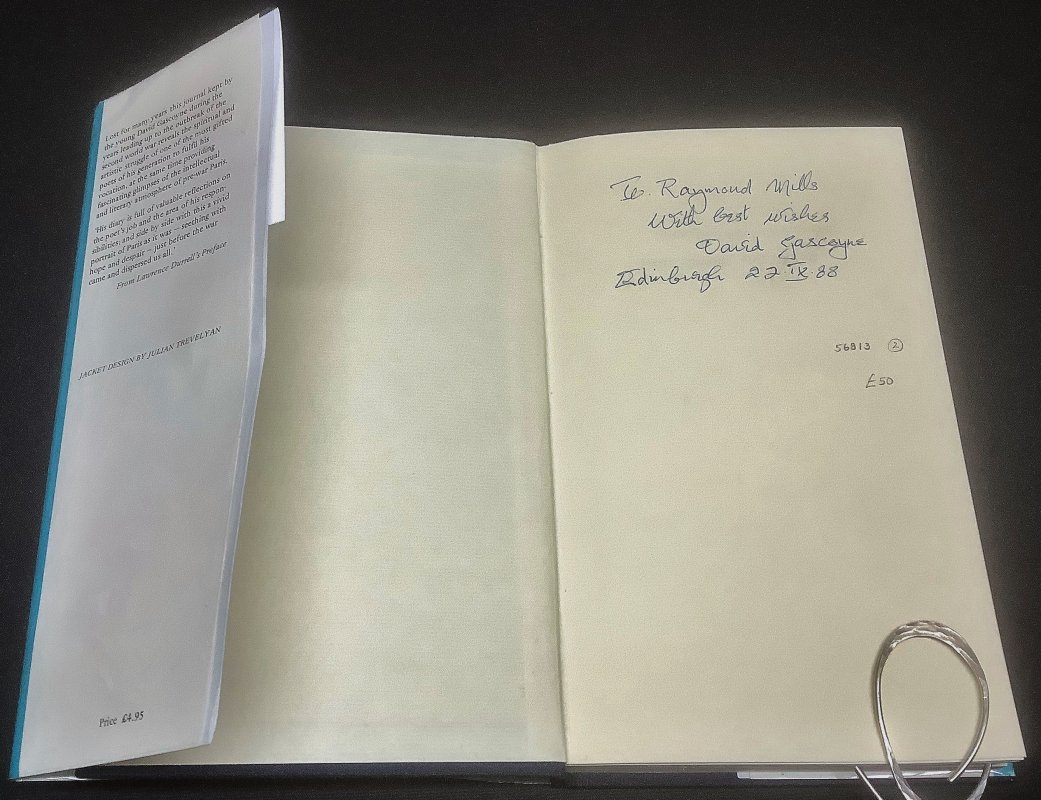 Lost for many years this journal kept by
the young David Gascoyne during the
years leading up to the outbreak of the
second world war reveals the spiritual and
artistic struggle of one of the most gifted
poets of his generation to fulfil his
vocation, at the same time providing
fascinating glimpses of the intellectual
and literary atmosphere of pre-war Paris.
'His diary is full of valuable reflections on
the poet's job and the area of his respon-
sibilities; and side by side with this a vivid
portrait of Paris as it was – seething with
hope and despair – just before the war
came and dispersed us all.'
From Lawrence Durrell's Preface
JACKET DESIGN BY JULIAN TREVELYAN
Price £4.95
To. Raymond Mills
With best wishes
David Gascoyne
Edinburgh 22 IX 88
56813 2
£50